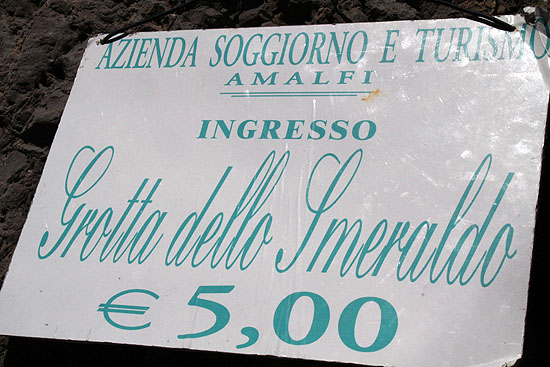 AZIENDA SOGGIORNO E TURISMO
AMALFI
INGRESSO
Grotta dello Smeraldo
€ 5,00